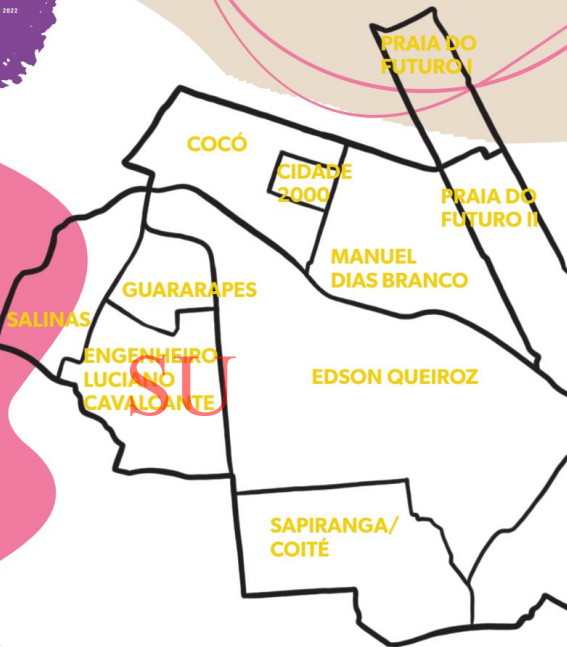 2022
PRAIA DO
FUTURO I
COCÓ
CIDADE
2000
PRAIA DO
FUTURO II
MANUEL
DIAS BRANCO
GUARARAPES
SALINAS
ENGENHEIRO
LUCIANO
CAVALCANTE
SU
EDSON QUEIROZ
SAPIRANGA/
COITÉ